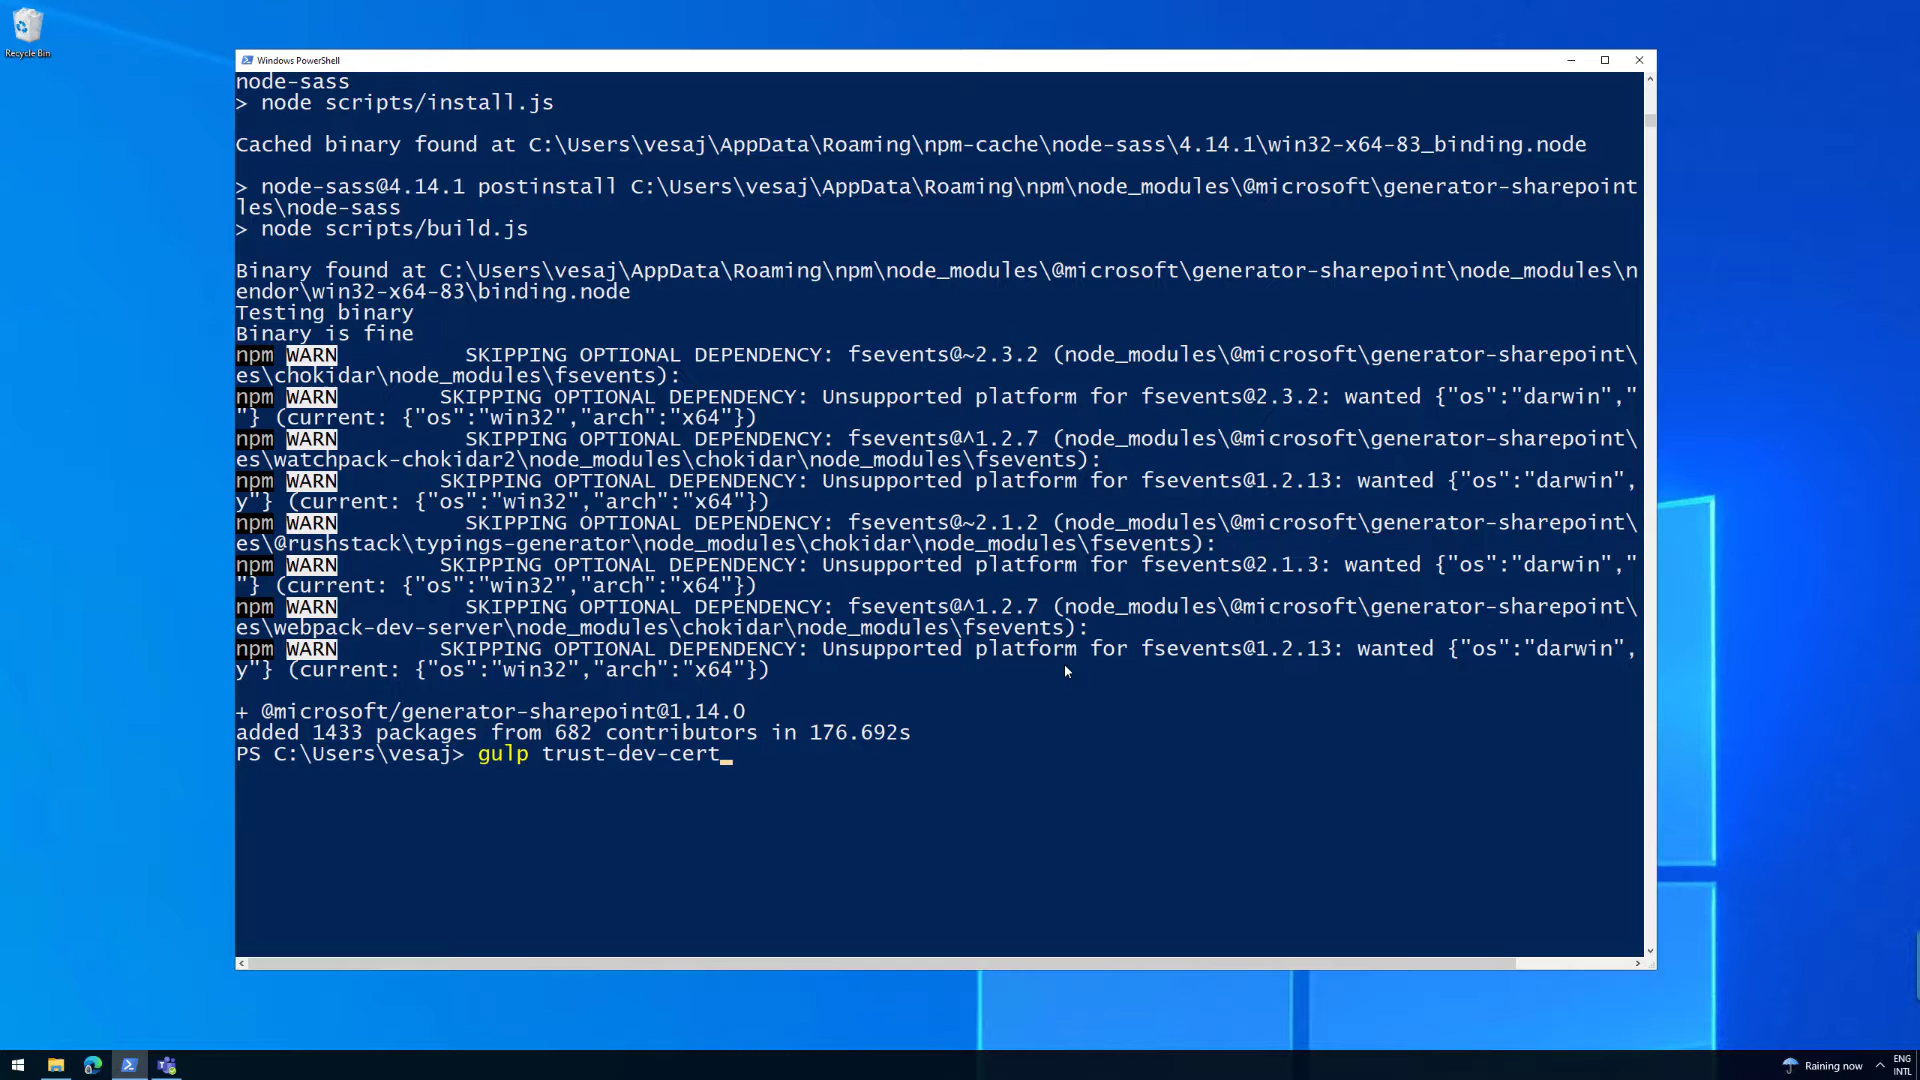 Recycle Bin
Windows PowerShell
node-sass
> node scripts/install.js
Cached binary found at C:\Users\vesaj\AppData\Roaming\npm-cache\node-sass\4.14.1\win32-x64-83_binding.node
> node-sass@4.14.1 postinstall C:\Users\vesaj\AppData\Roaming\npm\node_modules\@microsoft\generator-sharepoint
les\node-sass
> node scripts/build.js
Binary found at C:\Users\vesaj\AppData\Roaming\npm\node_modules\@microsoft\generator-sharepoint\node_modules\n
endor\win32-x64-83\binding.node
Testing binary
Binary is fine
npm WARN SKIPPING OPTIONAL DEPENDENCY: fsevents@~2.3.2 (node_modules\@microsoft\generator-sharepoint\
es\chokidar\node_modules\fsevents):
npm WARN SKIPPING OPTIONAL DEPENDENCY: Unsupported platform for fsevents@2.3.2: wanted {"os":"darwin","
"} (current: {"os":"win32","arch":"x64"})
npm WARN SKIPPING OPTIONAL DEPENDENCY: fsevents@^1.2.7 (node_modules\@microsoft\generator-sharepoint\
es\watchpack-chokidar2\node_modules\chokidar\node_modules\fsevents):
npm WARN SKIPPING OPTIONAL DEPENDENCY: Unsupported platform for fsevents@1.2.13: wanted {"os":"darwin",
y"} (current: {"os":"win32","arch":"x64"})
npm WARN SKIPPING OPTIONAL DEPENDENCY: fsevents@~2.1.2 (node_modules\@microsoft\generator-sharepoint\
es\@rushstack\typings-generator\node_modules\chokidar\node_modules\fsevents):
npm WARN SKIPPING OPTIONAL DEPENDENCY: Unsupported platform for fsevents@2.1.3: wanted {"os":"darwin","
"} (current: {"os":"win32","arch":"x64"})
npm WARN SKIPPING OPTIONAL DEPENDENCY: fsevents@^1.2.7 (node_modules\@microsoft\generator-sharepoint\
es\webpack-dev-server\node_modules\chokidar\node_modules\fsevents):
npm WARN SKIPPING OPTIONAL DEPENDENCY: Unsupported platform for fsevents@1.2.13: wanted {"os":"darwin",
y"} (current: {"os":"win32","arch":"x64"})
+ @microsoft/generator-sharepoint@1.14.0
added 1433 packages from 682 contributors in 176.692s
PS C:\Users\vesaj> gulp trust-dev-cert_
Raining now
ENG
INTL